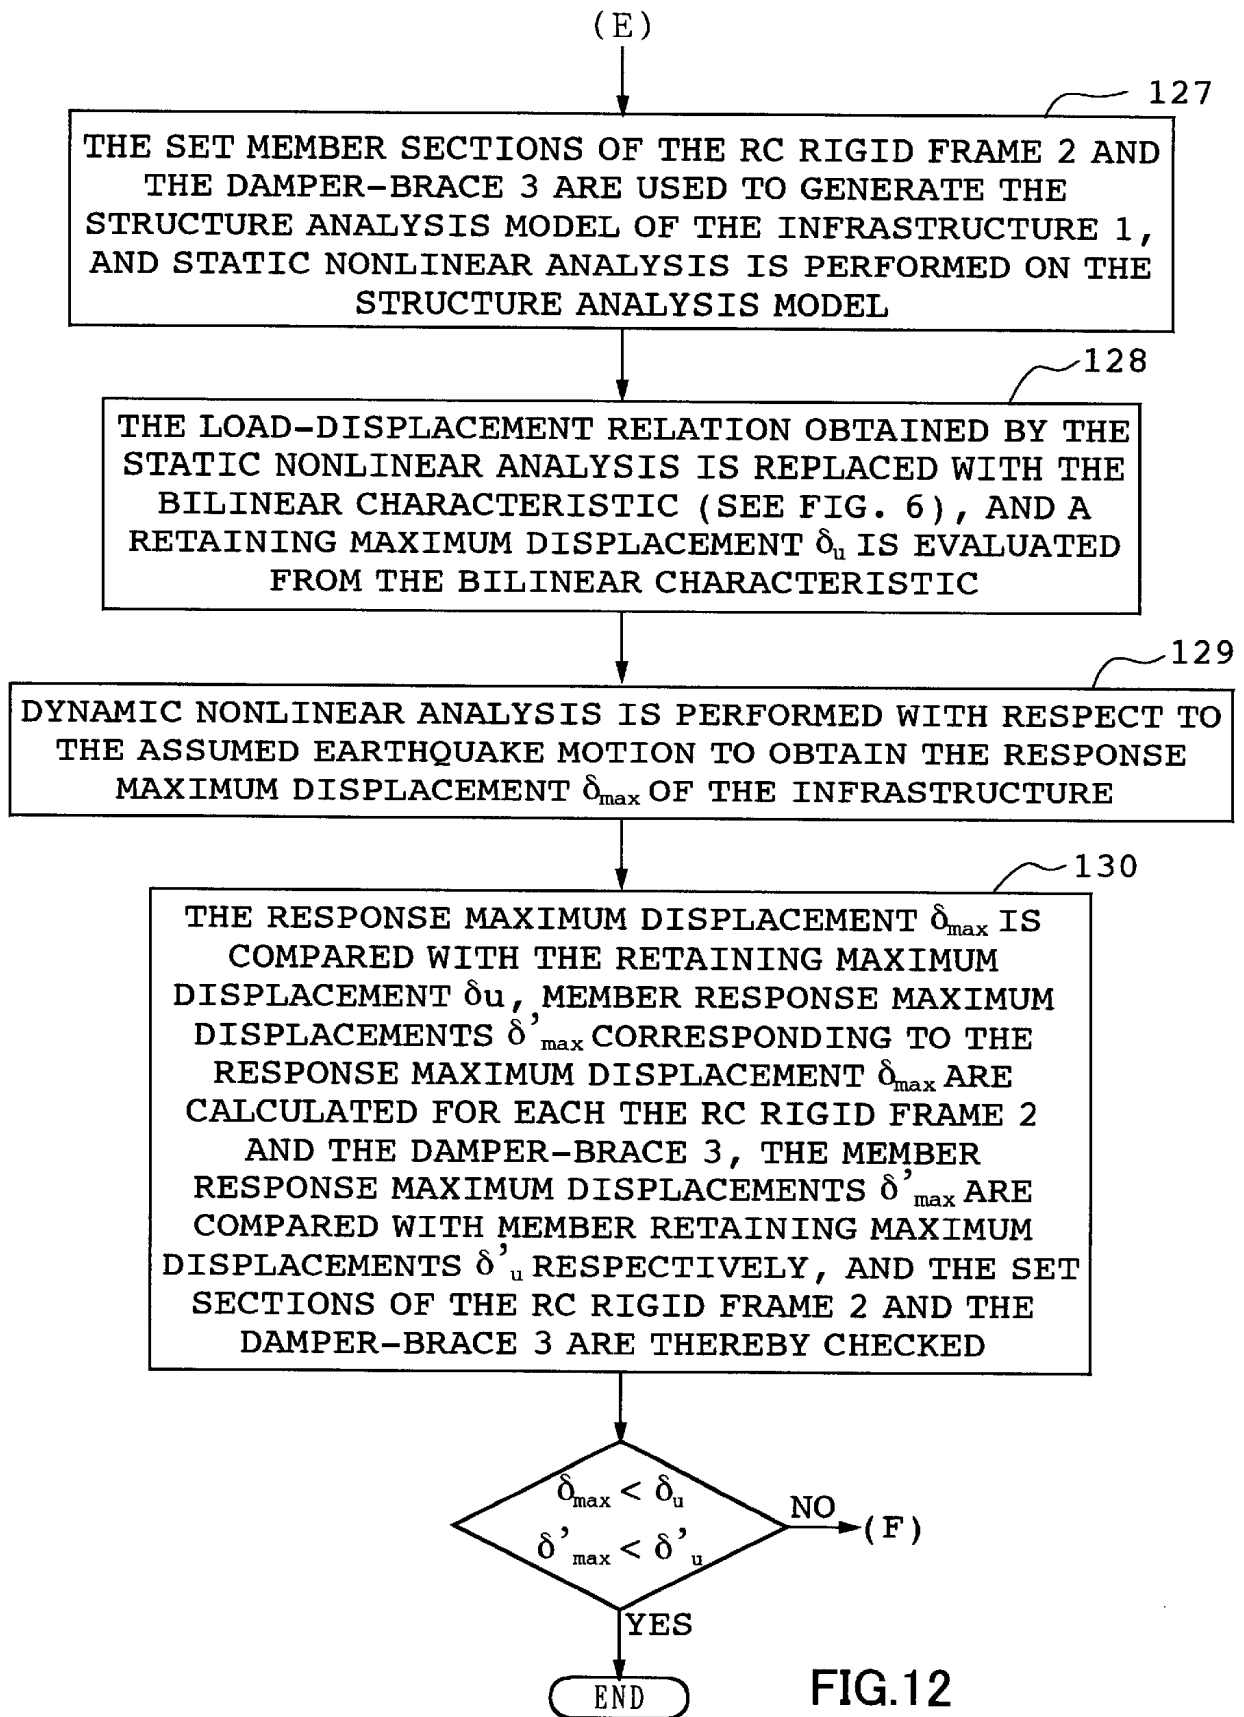 (E)
127
THE SET MEMBER SECTIONS OF THE RC RIGID FRAME 2 AND
THE DAMPER-BRACE 3 ARE USED TO GENERATE THE
STRUCTURE ANALYSIS MODEL OF THE INFRASTRUCTURE 1,
AND STATIC NONLINEAR ANALYSIS IS PERFORMED ON THE
STRUCTURE ANALYSIS MODEL
128
THE LOAD-DISPLACEMENT RELATION OBTAINED BY THE
STATIC NONLINEAR ANALYSIS IS REPLACED WITH THE
BILINEAR CHARACTERISTIC (SEE FIG. 6), AND A
RETAINING MAXIMUM DISPLACEMENT δu IS EVALUATED
FROM THE BILINEAR CHARACTERISTIC
129
DYNAMIC NONLINEAR ANALYSIS IS PERFORMED WITH RESPECT TO
THE ASSUMED EARTHQUAKE MOTION TO OBTAIN THE RESPONSE
MAXIMUM DISPLACEMENT δmax OF THE INFRASTRUCTURE
130
THE RESPONSE MAXIMUM DISPLACEMENT δmax IS
COMPARED WITH THE RETAINING MAXIMUM
DISPLACEMENT δu, MEMBER RESPONSE MAXIMUM
DISPLACEMENTS δ'max CORRESPONDING TO THE
RESPONSE MAXIMUM DISPLACEMENT δmax ARE
CALCULATED FOR EACH THE RC RIGID FRAME 2
AND THE DAMPER-BRACE 3, THE MEMBER
RESPONSE MAXIMUM DISPLACEMENTS δ'max ARE
COMPARED WITH MEMBER RETAINING MAXIMUM
DISPLACEMENTS δ'u RESPECTIVELY, AND THE SET
SECTIONS OF THE RC RIGID FRAME 2 AND THE
DAMPER-BRACE 3 ARE THEREBY CHECKED
δmax < δu
δ'max < δ'u
NO
(F)
YES
END
FIG.12